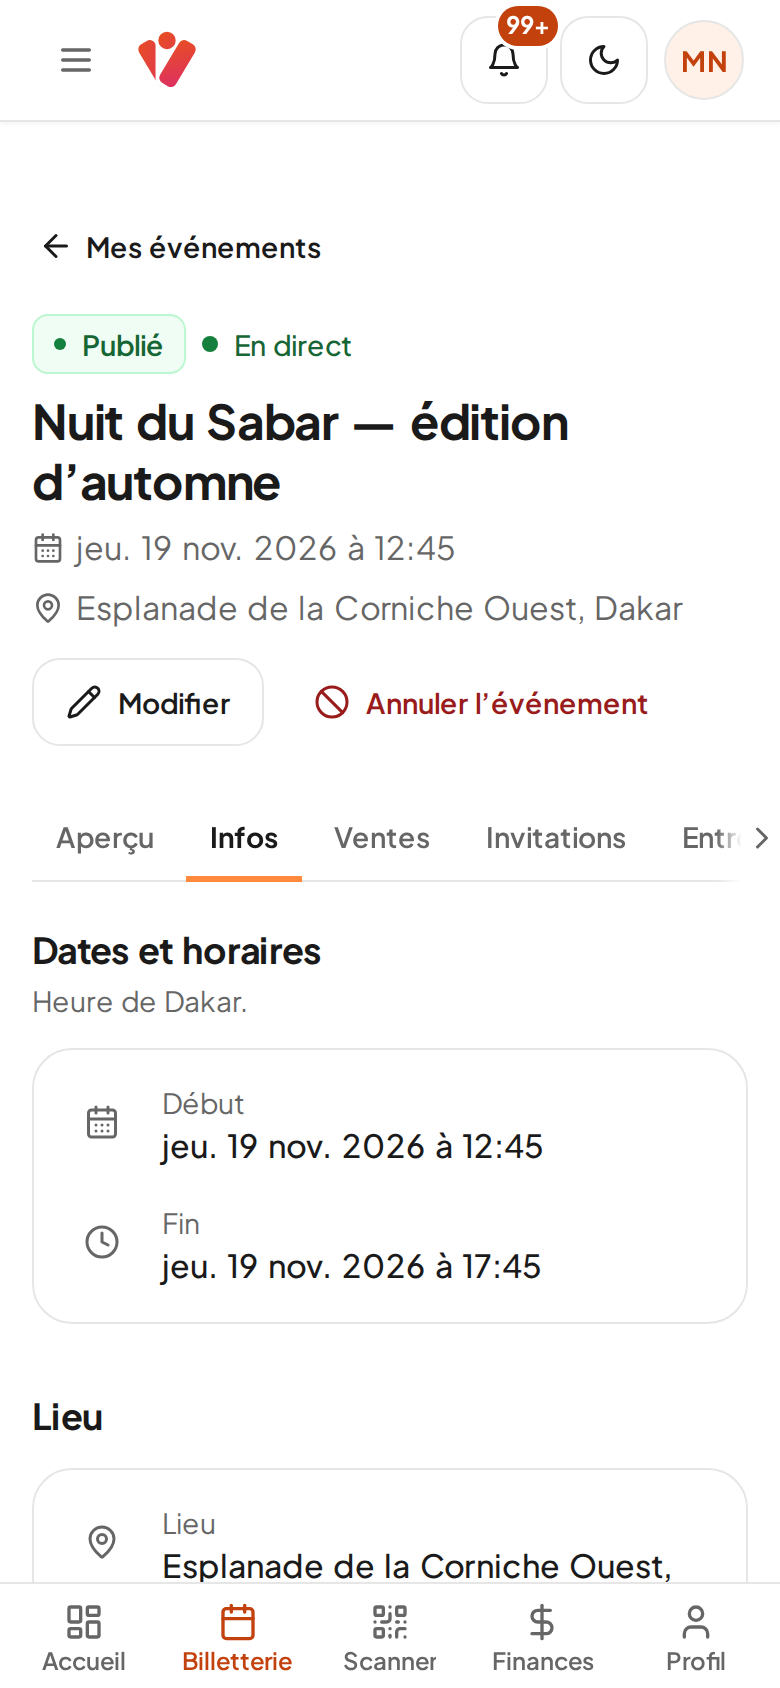 99+
MN
Mes événements
Publié
En direct
Nuit du Sabar — édition
d’automne
jeu. 19 nov. 2026 à 12:45
Esplanade de la Corniche Ouest, Dakar
Modifier
Annuler l’événement
Aperçu
Infos
Ventes
Invitations
Entr
Dates et horaires
Heure de Dakar.
Début
jeu. 19 nov. 2026 à 12:45
Fin
jeu. 19 nov. 2026 à 17:45
Lieu
Lieu
Esplanade de la Corniche Ouest,
Accueil
Billetterie
Scanner
Finances
Profil